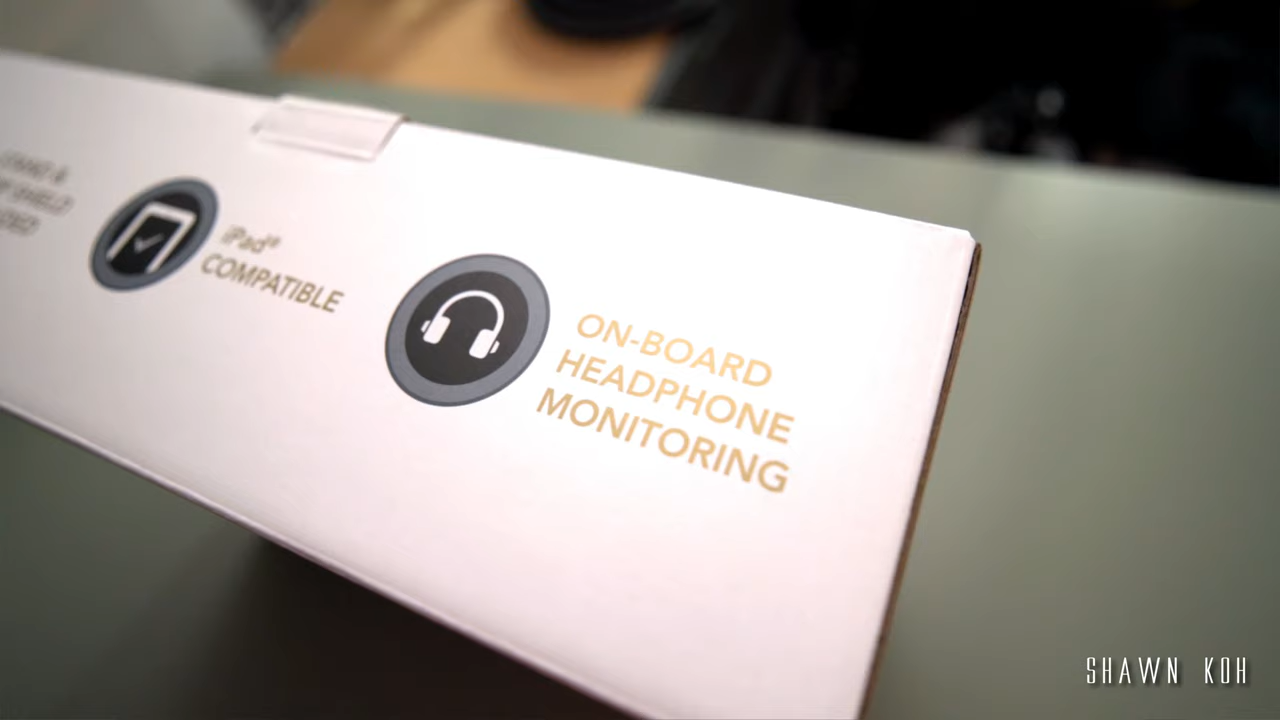 iPad®
COMPATIBLE
ON-BOARD
HEADPHONE
MONITORING
SHAWN KOH